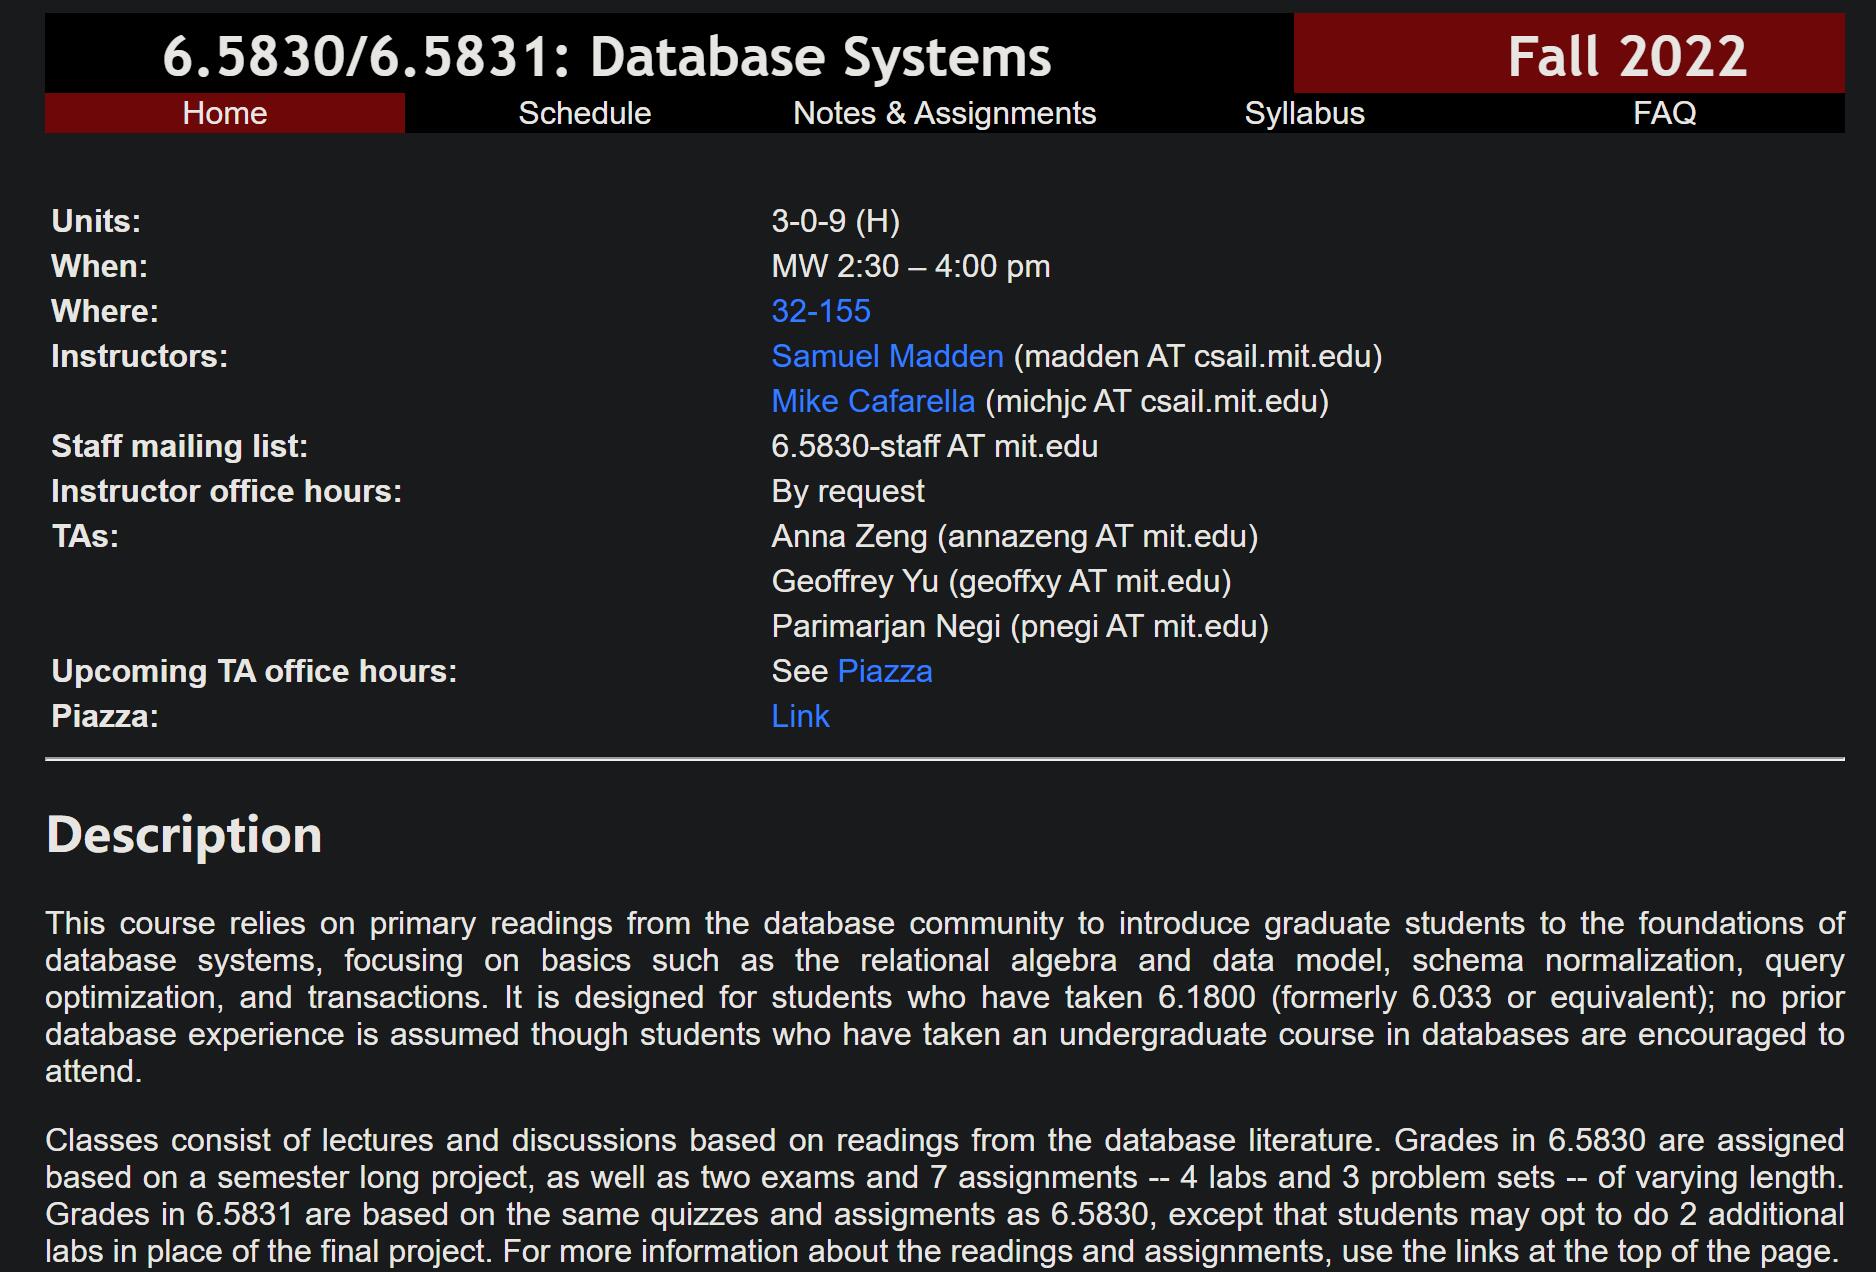 6.5830/6.5831: Database Systems Fall 2022
Home Schedule Notes & Assignments Syllabus FAQ
Units: 3-0-9 (H)
When: MW 2:30 – 4:00 pm
Where: 32-155
Instructors: Samuel Madden (madden AT csail.mit.edu)
Mike Cafarella (michjc AT csail.mit.edu)
Staff mailing list: 6.5830-staff AT mit.edu
Instructor office hours: By request
TAs: Anna Zeng (annazeng AT mit.edu)
Geoffrey Yu (geoffxy AT mit.edu)
Parimarjan Negi (pnegi AT mit.edu)
Upcoming TA office hours: See Piazza
Piazza: Link
Description
This course relies on primary readings from the database community to introduce graduate students to the foundations of
database systems, focusing on basics such as the relational algebra and data model, schema normalization, query
optimization, and transactions. It is designed for students who have taken 6.1800 (formerly 6.033 or equivalent); no prior
database experience is assumed though students who have taken an undergraduate course in databases are encouraged to
attend.
Classes consist of lectures and discussions based on readings from the database literature. Grades in 6.5830 are assigned
based on a semester long project, as well as two exams and 7 assignments -- 4 labs and 3 problem sets -- of varying length.
Grades in 6.5831 are based on the same quizzes and assigments as 6.5830, except that students may opt to do 2 additional
labs in place of the final project. For more information about the readings and assignments, use the links at the top of the page.